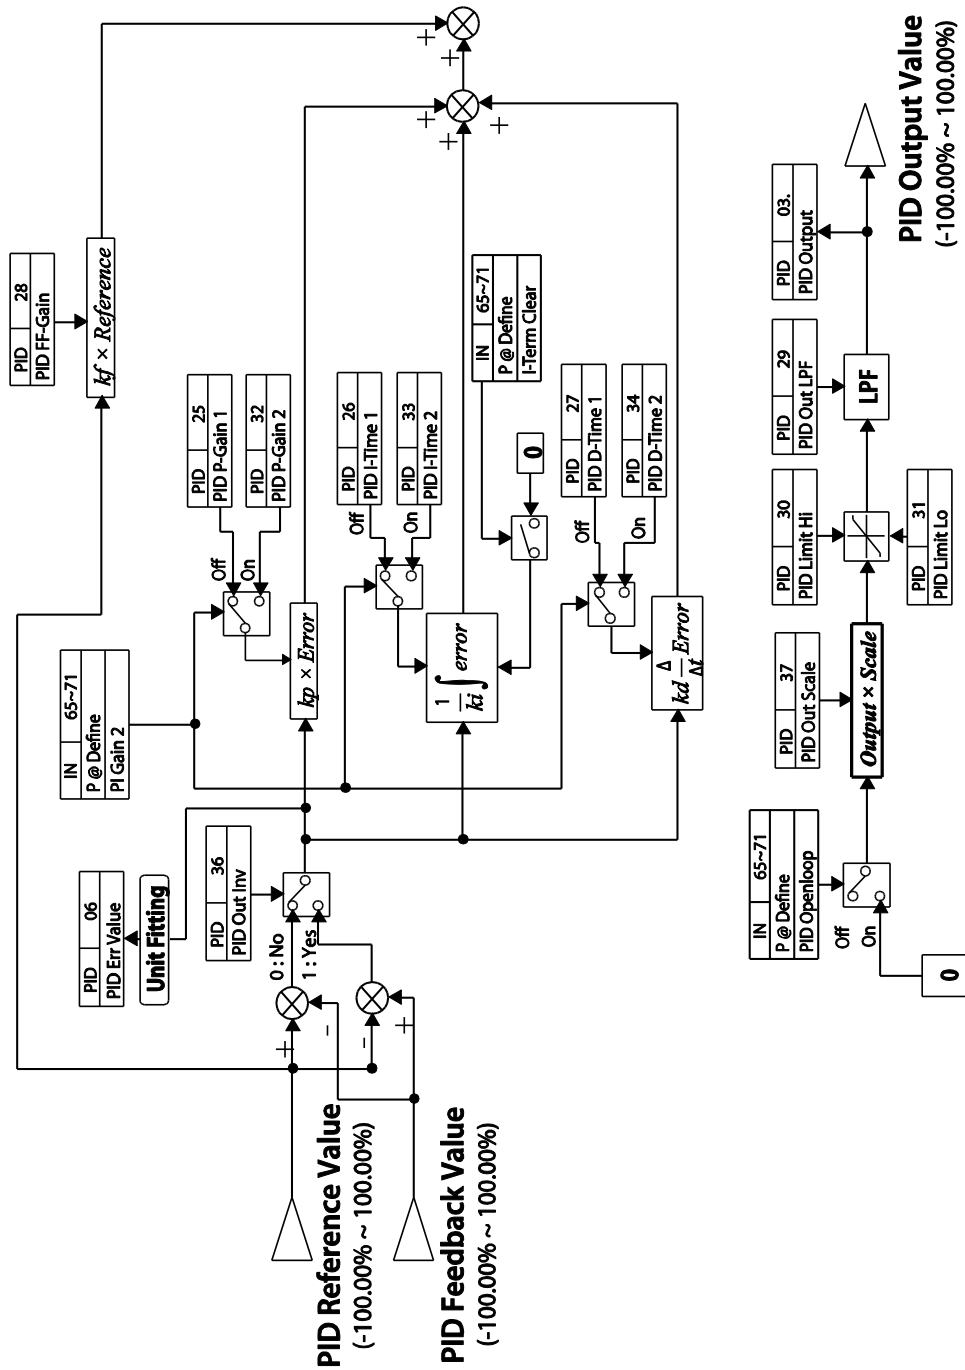 PID Reference Value
(-100.00% ~ 100.00%)
PID Feedback Value
(-100.00% ~ 100.00%)
+
-
-
+
0 : No
1 : Yes
PID 06
PID Err Value
Unit Fitting
PID 36
PID Out Inv
IN 65~71
P @ Define
PI Gain 2
PID 28
PID FF-Gain
kf × Reference
PID 25
PID P-Gain 1
PID 32
PID P-Gain 2
Off
On
kp × Error
PID 26
PID I-Time 1
PID 33
PID I-Time 2
Off
On
1
ki
∫ error
IN 65~71
P @ Define
I-Term Clear
0
PID 27
PID D-Time 1
PID 34
PID D-Time 2
Off
On
kd Δ Error
Δt
+
+
+
+
+
IN 65~71
P @ Define
PID Openloop
Off
On
0
PID 37
PID Out Scale
Output × Scale
PID 30
PID Limit Hi
PID 31
PID Limit Lo
PID 29
PID Out LPF
LPF
PID 03.
PID Output
PID Output Value
(-100.00% ~ 100.00%)